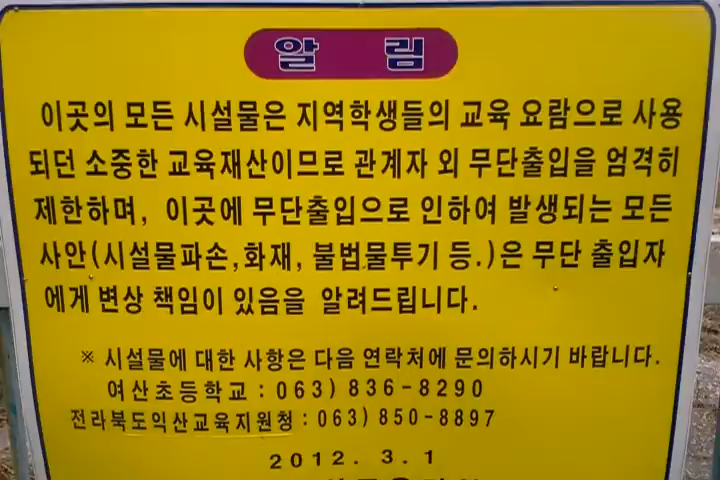 알 림
이곳의 모든 시설물은 지역학생들의 교육 요람으로 사용
되던 소중한 교육재산이므로 관계자 외 무단출입을 엄격히
제한하며, 이곳에 무단출입으로 인하여 발생되는 모든
사안(시설물파손,화재, 불법물투기 등.)은 무단 출입자
에게 변상 책임이 있음을 알려드립니다.
※ 시설물에 대한 사항은 다음 연락처에 문의하시기 바랍니다.
여산초등학교 : 063) 836-8290
전라북도익산교육지원청 : 063) 850-8897
2012. 3. 1